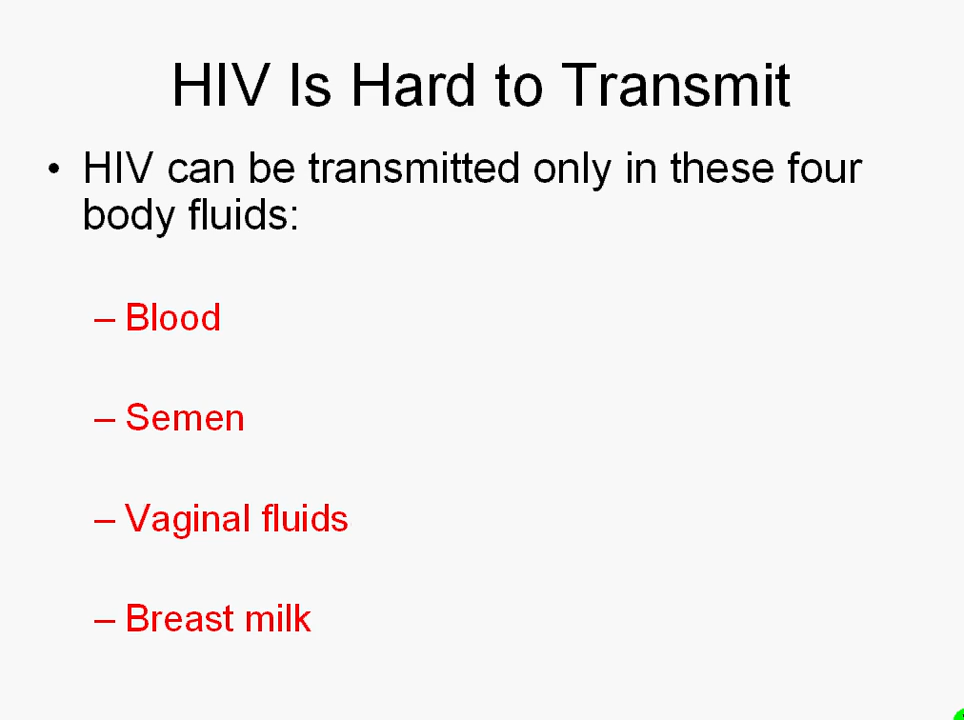 HIV Is Hard to Transmit
• HIV can be transmitted only in these four
body fluids:
– Blood
– Semen
– Vaginal fluids
– Breast milk